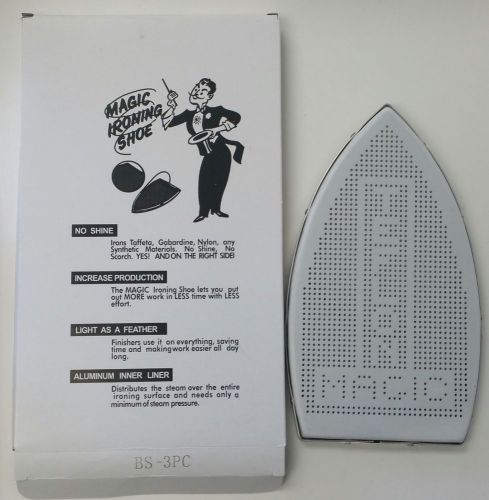 MAGIC
IRONING
SHOE
NO SHINE
Irons Taffeta, Gabardine, Nylon, any
Synthetic Materials. No Shine, No
Scorch. YES! AND ON THE RIGHT SIDE!
INCREASE PRODUCTION
The MAGIC Ironing Shoe lets you put
out MORE work in LESS time with LESS
effort.
LIGHT AS A FEATHER
Finishers use it on everything, saving
time and making work easier all day
long.
ALUMINUM INNER LINER
Distributes the steam over the entire
ironing surface and needs only a
minimum of steam pressure.
BS-3PC
MAGIC